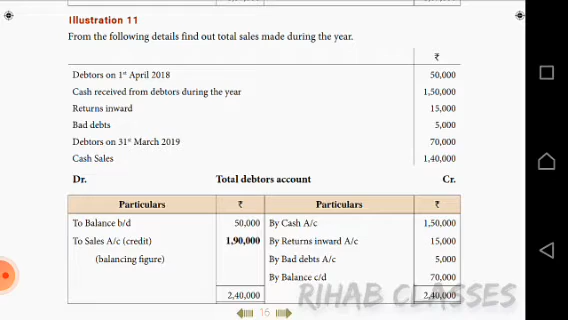 Illustration 11
From the following details find out total sales made during the year.
₹
Debtors on 1st April 2018 50,000
Cash received from debtors during the year 1,50,000
Returns inward 15,000
Bad debts 5,000
Debtors on 31st March 2019 70,000
Cash Sales 1,40,000
Dr. Total debtors account Cr.
Particulars ₹ Particulars ₹
To Balance b/d 50,000 By Cash A/c 1,50,000
To Sales A/c (credit) 1,90,000 By Returns inward A/c 15,000
(balancing figure) By Bad debts A/c 5,000
By Balance c/d 70,000
2,40,000 2,40,000
RIHAB CLASSES
16